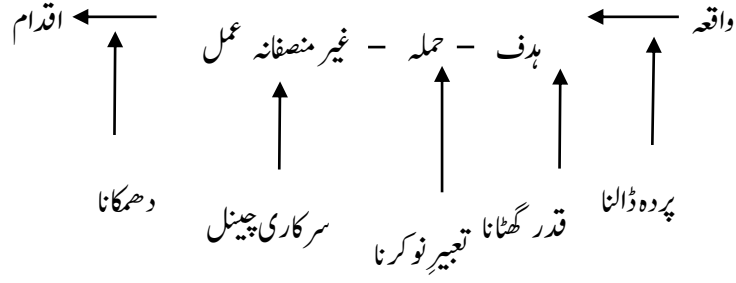 واقعہ ← ہدف – حملہ – غیر منصفانہ عمل ← اقدام
پردہ ڈالنا
قدر گھٹانا
تعبیرِ نو کرنا
سرکاری چینل
دھمکانا